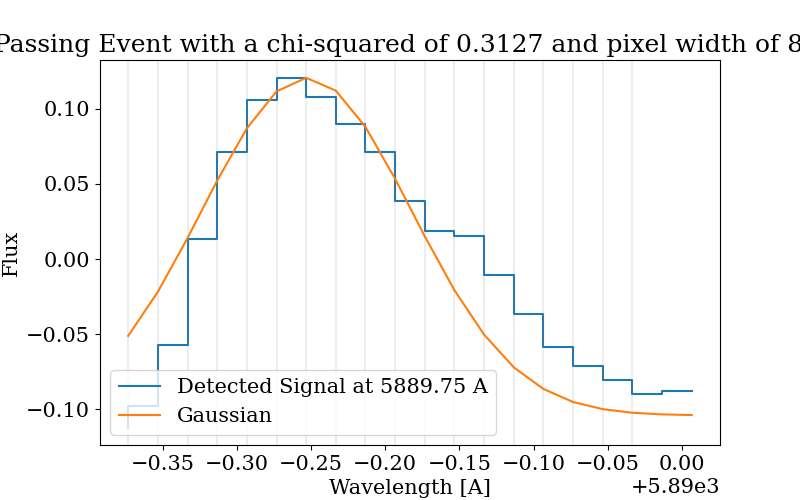 Passing Event with a chi-squared of 0.3127 and pixel width of 8
Flux
0.10
0.05
0.00
−0.05
−0.10
Detected Signal at 5889.75 A
Gaussian
−0.35 −0.30 −0.25 −0.20 −0.15 −0.10 −0.05 0.00
+5.89e3
Wavelength [A]